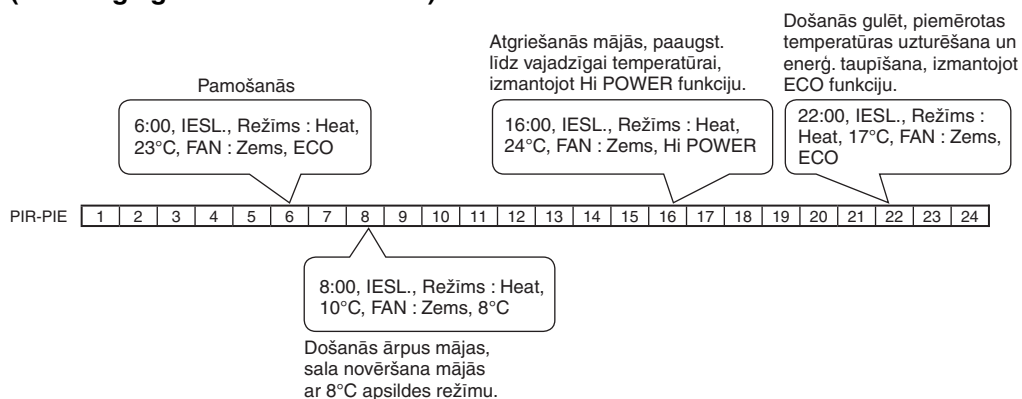 Došanās gulēt, piemērotas
temperatūras uzturēšana un
enerģ. taupīšana, izmantojot
ECO funkciju.
Atgriešanās mājās, paaugst.
līdz vajadzīgai temperatūrai,
izmantojot Hi POWER funkciju.
Pamošanās
6:00, IESL., Režīms : Heat,
23°C, FAN : Zems, ECO
16:00, IESL., Režīms : Heat,
24°C, FAN : Zems, Hi POWER
22:00, IESL., Režīms :
Heat, 17°C, FAN : Zems,
ECO
PIR-PIE 1 2 3 4 5 6 7 8 9 10 11 12 13 14 15 16 17 18 19 20 21 22 23 24
8:00, IESL., Režīms : Heat,
10°C, FAN : Zems, 8°C
Došanās ārpus mājas,
sala novēršana mājās
ar 8°C apsildes režīmu.